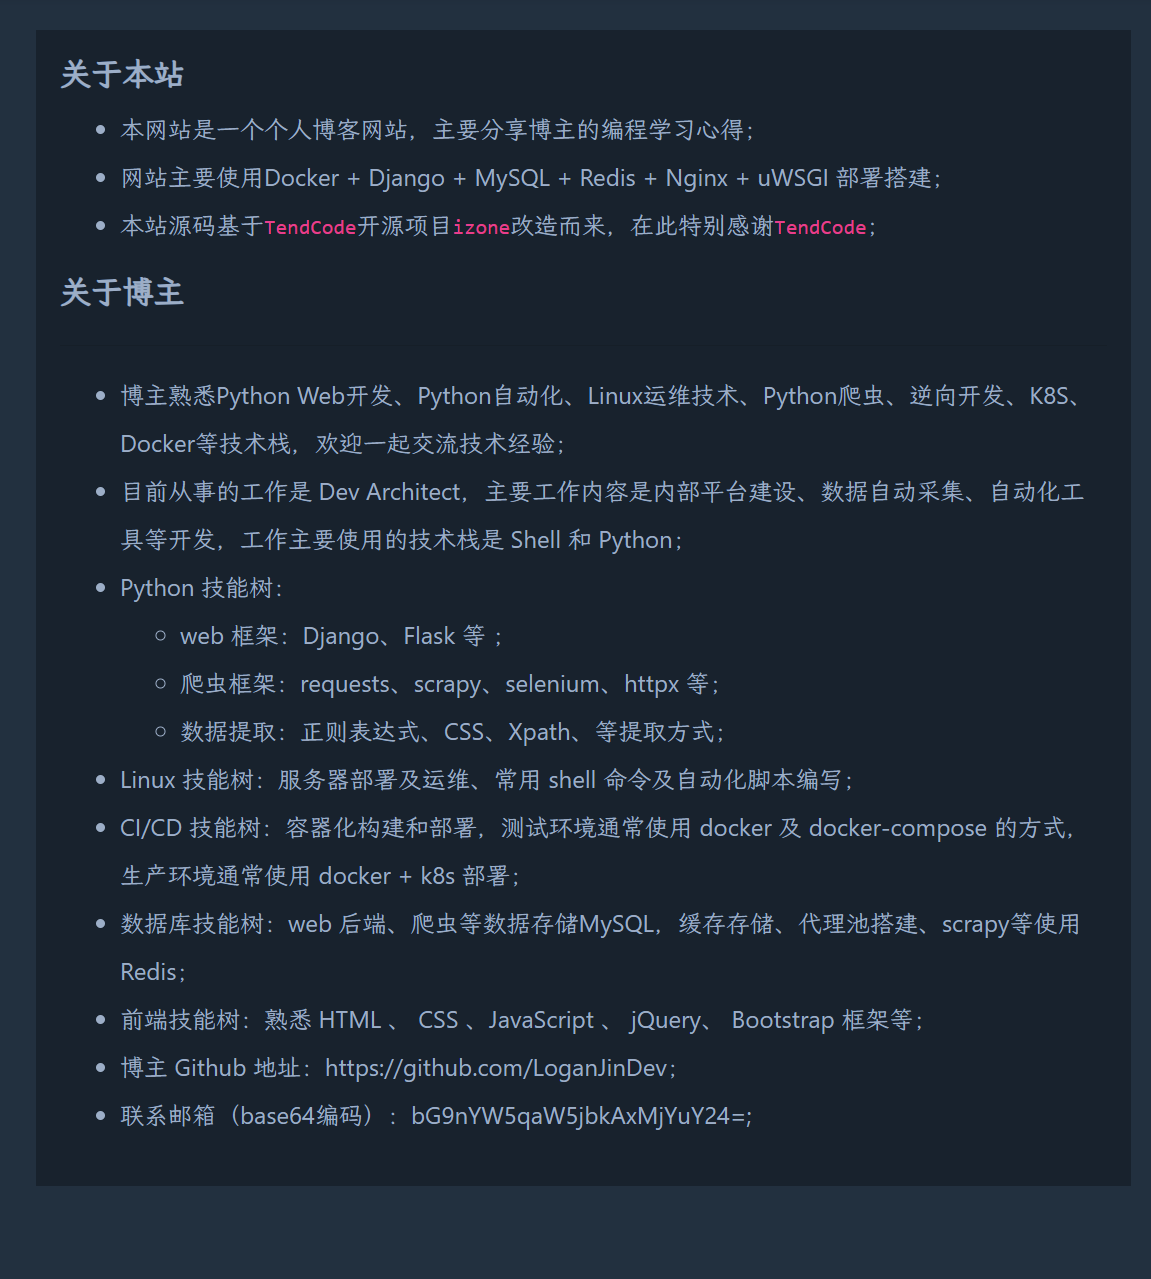 关于本站
本网站是一个个人博客网站，主要分享博主的编程学习心得；
网站主要使用Docker + Django + MySQL + Redis + Nginx + uWSGI 部署搭建；
本站源码基于TendCode开源项目izone改造而来，在此特别感谢TendCode；
关于博主
博主熟悉Python Web开发、Python自动化、Linux运维技术、Python爬虫、逆向开发、K8S、
Docker等技术栈，欢迎一起交流技术经验；
目前从事的工作是 Dev Architect，主要工作内容是内部平台建设、数据自动采集、自动化工
具等开发，工作主要使用的技术栈是 Shell 和 Python；
Python 技能树：
web 框架：Django、Flask 等 ；
爬虫框架：requests、scrapy、selenium、httpx 等；
数据提取：正则表达式、CSS、Xpath、等提取方式；
Linux 技能树：服务器部署及运维、常用 shell 命令及自动化脚本编写；
CI/CD 技能树：容器化构建和部署，测试环境通常使用 docker 及 docker-compose 的方式，
生产环境通常使用 docker + k8s 部署；
数据库技能树：web 后端、爬虫等数据存储MySQL，缓存存储、代理池搭建、scrapy等使用
Redis；
前端技能树：熟悉 HTML 、 CSS 、JavaScript 、 jQuery、 Bootstrap 框架等；
博主 Github 地址：https://github.com/LoganJinDev；
联系邮箱（base64编码）：bG9nYW5qaW5jbkAxMjYuY24=;